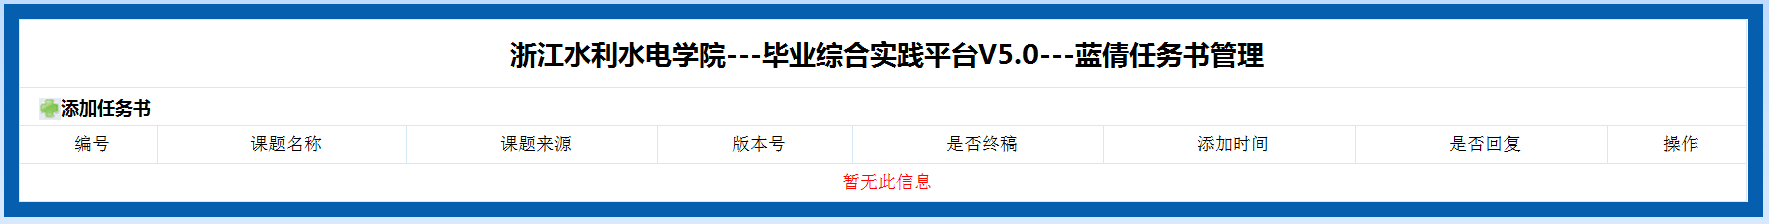 浙江水利水电学院---毕业综合实践平台V5.0---蓝倩任务书管理
添加任务书
编号 课题名称 课题来源 版本号 是否终稿 添加时间 是否回复 操作
暂无此信息